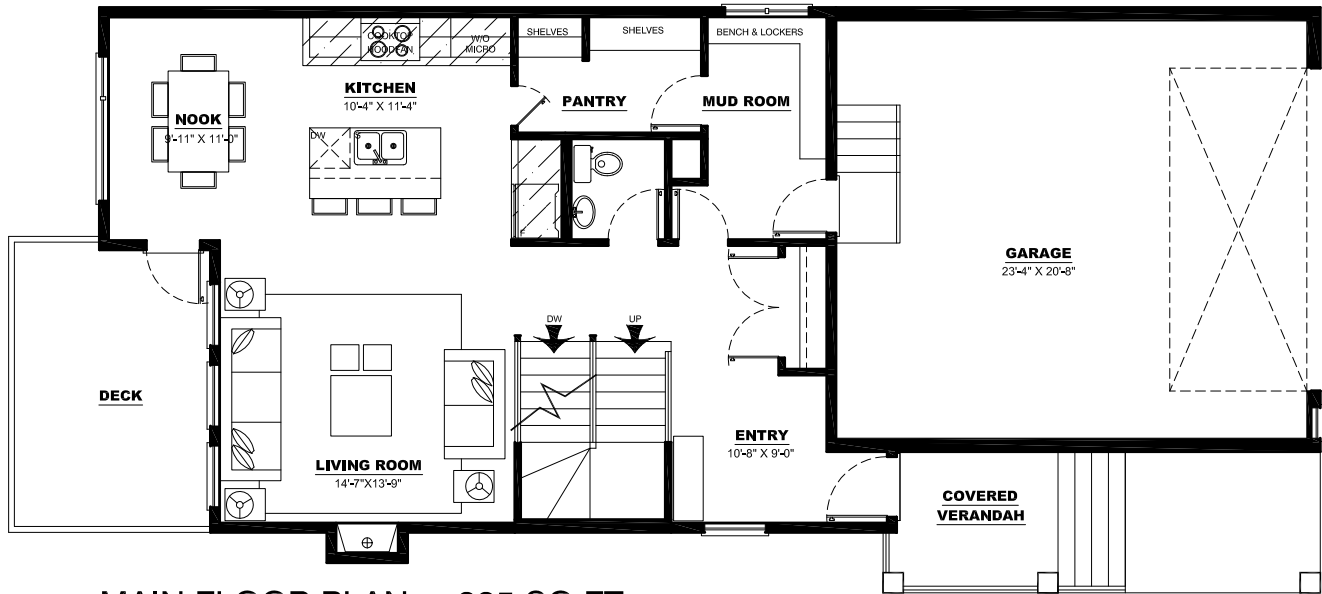 SHELVES
SHELVES
BENCH & LOCKERS
COOKTOP
HOODFAN
W/O
MICRO
KITCHEN
10'-4" X 11'-4"
PANTRY
MUD ROOM
NOOK
9'-11" X 11'-0"
DW
S
F
GARAGE
23'-4" X 20'-8"
DW
UP
DECK
ENTRY
10'-8" X 9'-0"
LIVING ROOM
14'-7"X13'-9"
COVERED
VERANDAH